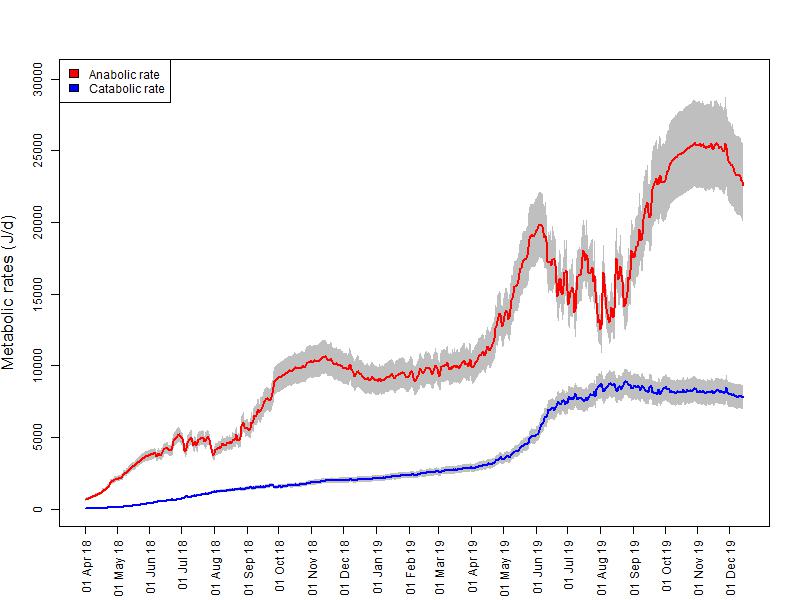 Anabolic rate
Catabolic rate
Metabolic rates (J/d)
30000
25000
20000
15000
10000
5000
0
01 Apr 18
01 May 18
01 Jun 18
01 Jul 18
01 Aug 18
01 Sep 18
01 Oct 18
01 Nov 18
01 Dec 18
01 Jan 19
01 Feb 19
01 Mar 19
01 Apr 19
01 May 19
01 Jun 19
01 Jul 19
01 Aug 19
01 Sep 19
01 Oct 19
01 Nov 19
01 Dec 19